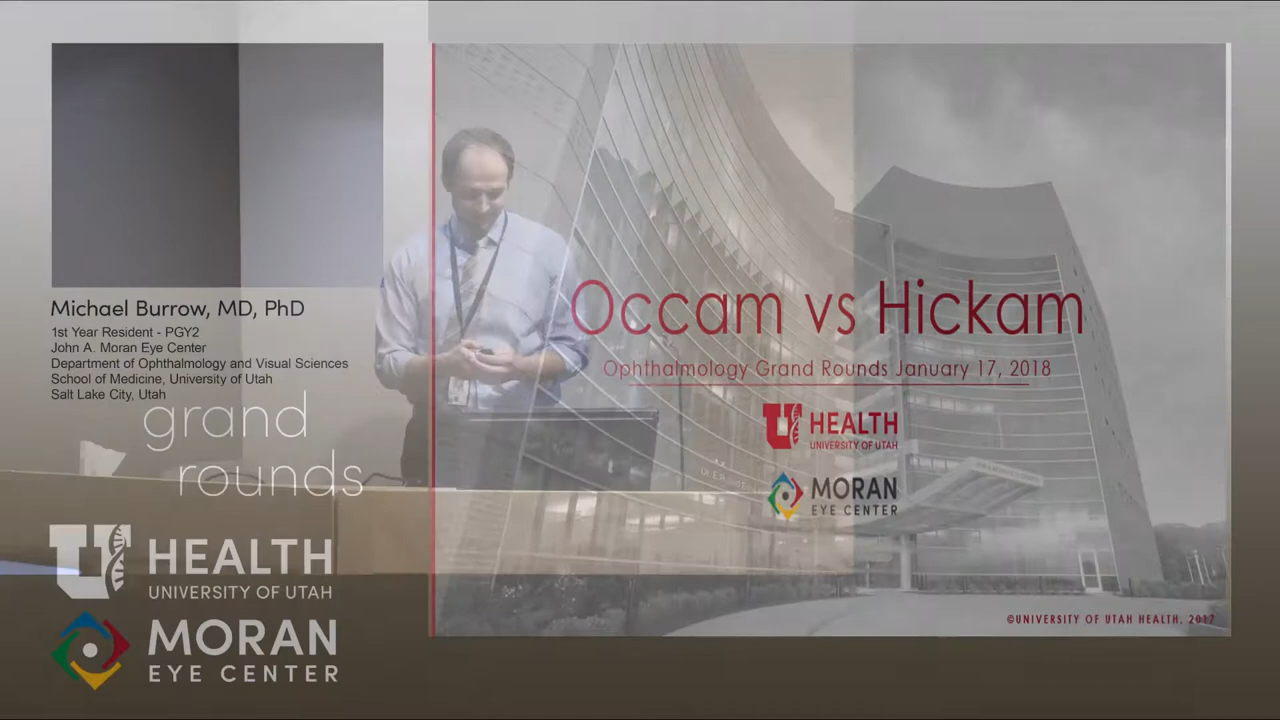 Michael Burrow, MD, PhD
1st Year Resident - PGY2
John A. Moran Eye Center
Department of Ophthalmology and Visual Sciences
School of Medicine, University of Utah
Salt Lake City, Utah
grand
rounds
U HEALTH
UNIVERSITY OF UTAH
MORAN
EYE CENTER
Occam vs Hickam
Ophthalmology Grand Rounds January 17, 2018
U HEALTH
UNIVERSITY OF UTAH
MORAN
EYE CENTER
©UNIVERSITY OF UTAH HEALTH, 2017